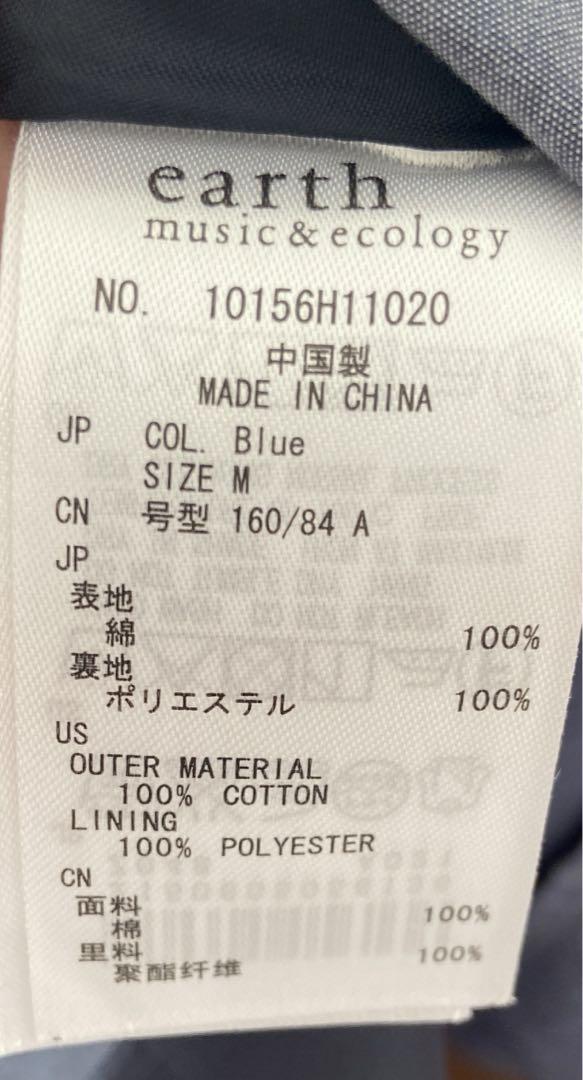 earth
music & ecology
NO. 10156H11020
中国製
MADE IN CHINA
JP COL. Blue
SIZE M
CN 号型 160/84 A
JP
表地
綿 100%
裏地
ポリエステル 100%
US
OUTER MATERIAL
100% COTTON
LINING
100% POLYESTER
CN
面料
棉 100%
里料
聚酯纤维 100%